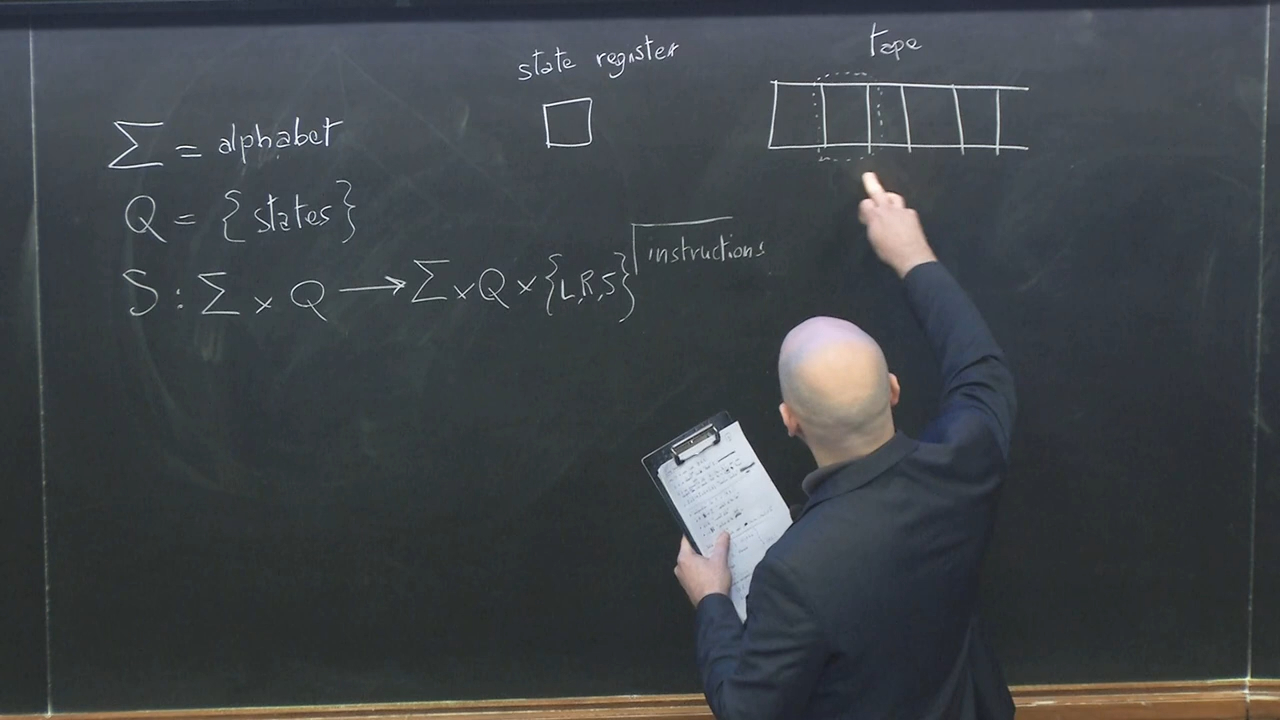 state register
tape
Σ = alphabet
Q = {states}
S : Σ × Q → Σ × Q × {L,R,S}
instructions